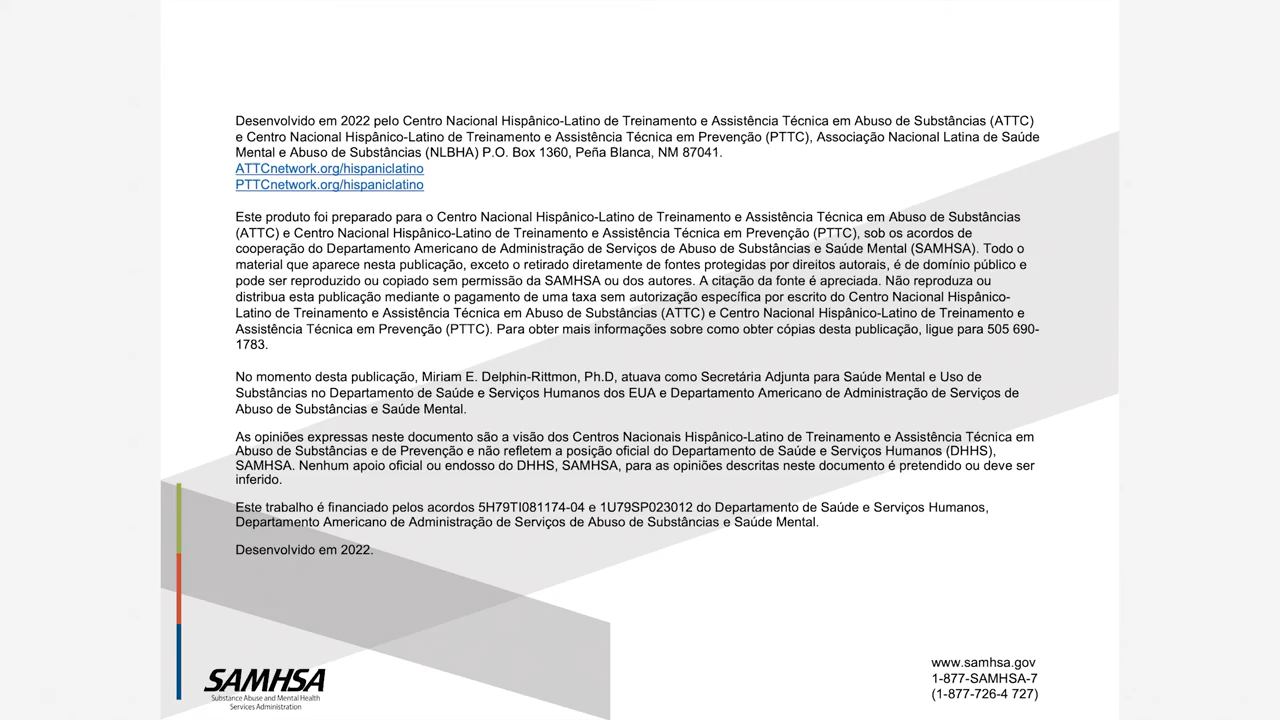 Desenvolvido em 2022 pelo Centro Nacional Hispânico-Latino de Treinamento e Assistência Técnica em Abuso de Substâncias (ATTC)
e Centro Nacional Hispânico-Latino de Treinamento e Assistência Técnica em Prevenção (PTTC), Associação Nacional Latina de Saúde
Mental e Abuso de Substâncias (NLBHA) P.O. Box 1360, Peña Blanca, NM 87041.
ATTCnetwork.org/hispaniclatino
PTTCnetwork.org/hispaniclatino
Este produto foi preparado para o Centro Nacional Hispânico-Latino de Treinamento e Assistência Técnica em Abuso de Substâncias
(ATTC) e Centro Nacional Hispânico-Latino de Treinamento e Assistência Técnica em Prevenção (PTTC), sob os acordos de
cooperação do Departamento Americano de Administração de Serviços de Abuso de Substâncias e Saúde Mental (SAMHSA). Todo o
material que aparece nesta publicação, exceto o retirado diretamente de fontes protegidas por direitos autorais, é de domínio público e
pode ser reproduzido ou copiado sem permissão da SAMHSA ou dos autores. A citação da fonte é apreciada. Não reproduza ou
distribua esta publicação mediante o pagamento de uma taxa sem autorização específica por escrito do Centro Nacional Hispânico-
Latino de Treinamento e Assistência Técnica em Abuso de Substâncias (ATTC) e Centro Nacional Hispânico-Latino de Treinamento e
Assistência Técnica em Prevenção (PTTC). Para obter mais informações sobre como obter cópias desta publicação, ligue para 505 690-
1783.
No momento desta publicação, Miriam E. Delphin-Rittmon, Ph.D, atuava como Secretária Adjunta para Saúde Mental e Uso de
Substâncias no Departamento de Saúde e Serviços Humanos dos EUA e Departamento Americano de Administração de Serviços de
Abuso de Substâncias e Saúde Mental.
As opiniões expressas neste documento são a visão dos Centros Nacionais Hispânico-Latino de Treinamento e Assistência Técnica em
Abuso de Substâncias e de Prevenção e não refletem a posição oficial do Departamento de Saúde e Serviços Humanos (DHHS),
SAMHSA. Nenhum apoio oficial ou endosso do DHHS, SAMHSA, para as opiniões descritas neste documento é pretendido ou deve ser
inferido.
Este trabalho é financiado pelos acordos 5H79TI081174-04 e 1U79SP023012 do Departamento de Saúde e Serviços Humanos,
Departamento Americano de Administração de Serviços de Abuso de Substâncias e Saúde Mental.
Desenvolvido em 2022.
SAMHSA
Substance Abuse and Mental Health
Services Administration
www.samhsa.gov
1-877-SAMHSA-7
(1-877-726-4 727)